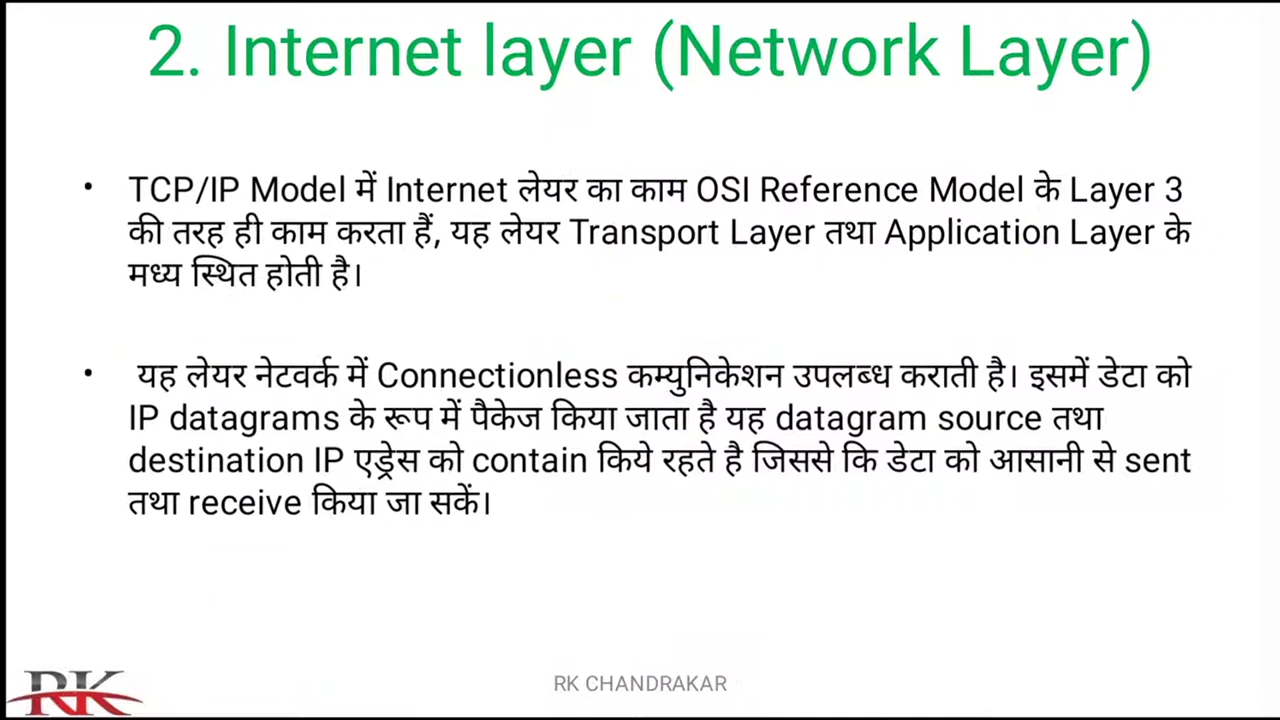 2. Internet layer (Network Layer)
• TCP/IP Model में Internet लेयर का काम OSI Reference Model के Layer 3
की तरह ही काम करता हैं, यह लेयर Transport Layer तथा Application Layer के
मध्य स्थित होती है।
• यह लेयर नेटवर्क में Connectionless कम्युनिकेशन उपलब्ध कराती है। इसमें डेटा को
IP datagrams के रूप में पैकेज किया जाता है यह datagram source तथा
destination IP एड्रेस को contain किये रहते है जिससे कि डेटा को आसानी से sent
तथा receive किया जा सकें।
RK
RK CHANDRAKAR